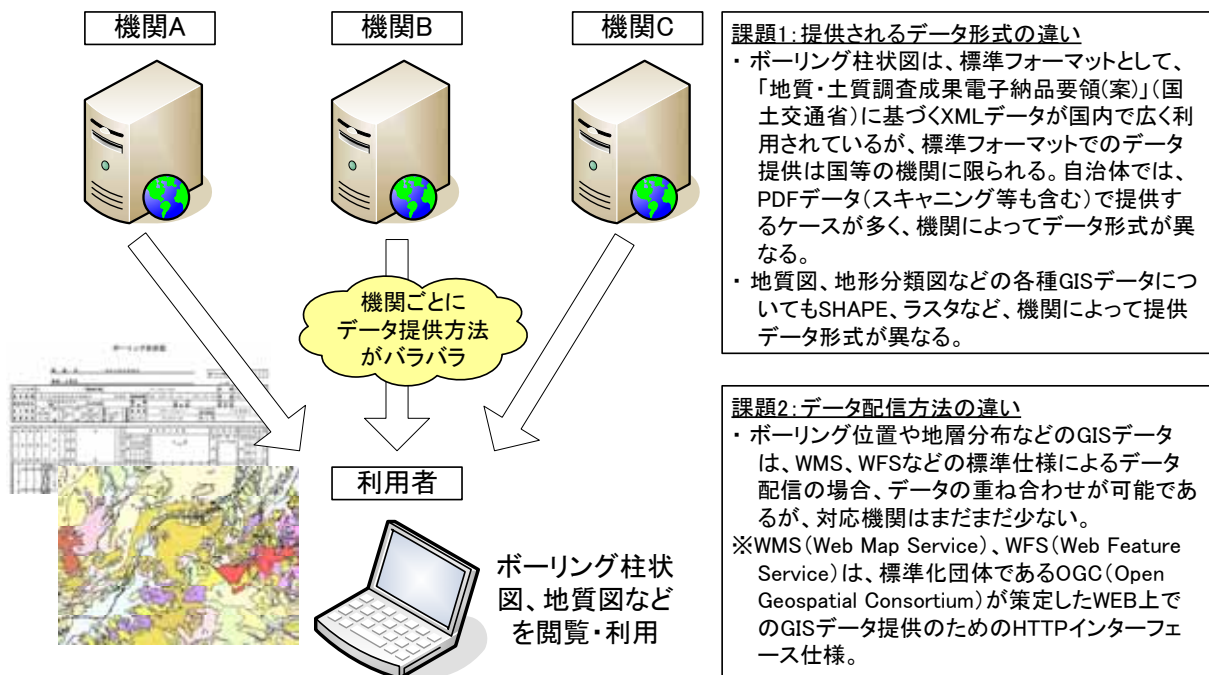 機関A
機関B
機関C
機関ごとに
データ提供方法
がバラバラ
ボーリング柱状図
利用者
ボーリング柱状
図、地質図など
を閲覧・利用
課題1:提供されるデータ形式の違い
・ ボーリング柱状図は、標準フォーマットとして、
「地質・土質調査成果電子納品要領(案)」(国
土交通省)に基づくXMLデータが国内で広く利
用されているが、標準フォーマットでのデータ
提供は国等の機関に限られる。自治体では、
PDFデータ(スキャニング等も含む)で提供す
るケースが多く、機関によってデータ形式が異
なる。
・ 地質図、地形分類図などの各種GISデータにつ
いてもSHAPE、ラスタなど、機関によって提供
データ形式が異なる。
課題2:データ配信方法の違い
・ ボーリング位置や地層分布などのGISデータ
は、WMS、WFSなどの標準仕様によるデータ
配信の場合、データの重ね合わせが可能であ
るが、対応機関はまだまだ少ない。
※WMS(Web Map Service)、WFS(Web Feature
Service)は、標準化団体であるOGC(Open
Geospatial Consortium)が策定したWEB上で
のGISデータ提供のためのHTTPインターフェ
ース仕様。